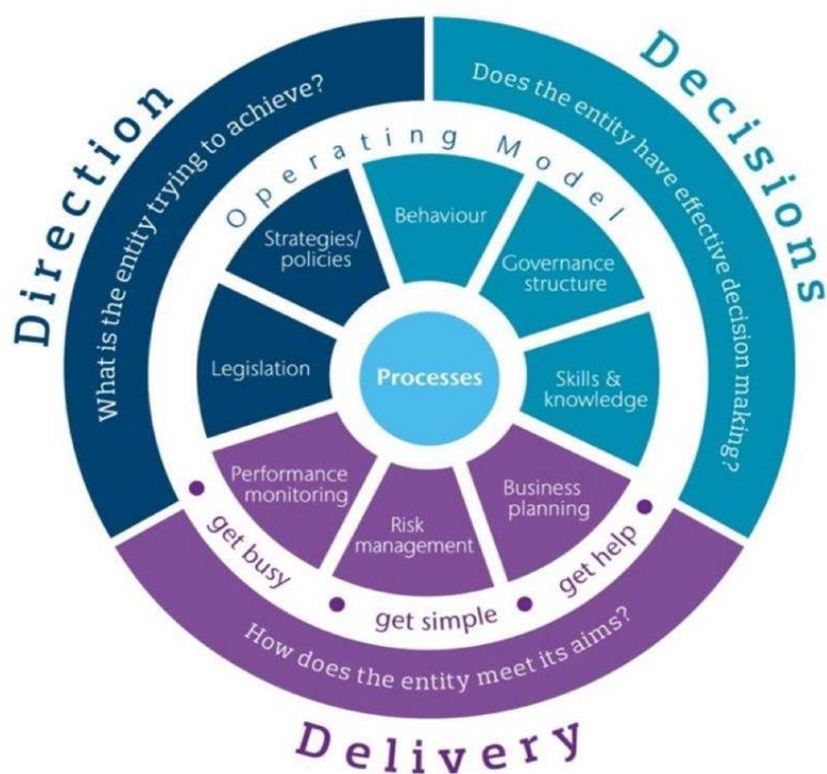 Direction
Decisions
Delivery
What is the entity trying to achieve?
Does the entity have effective decision making?
How does the entity meet its aims?
Operating Model
Strategies/
policies
Behaviour
Governance
structure
Legislation
Processes
Skills &
knowledge
Performance
monitoring
Risk
management
Business
planning
get busy
get simple
get help